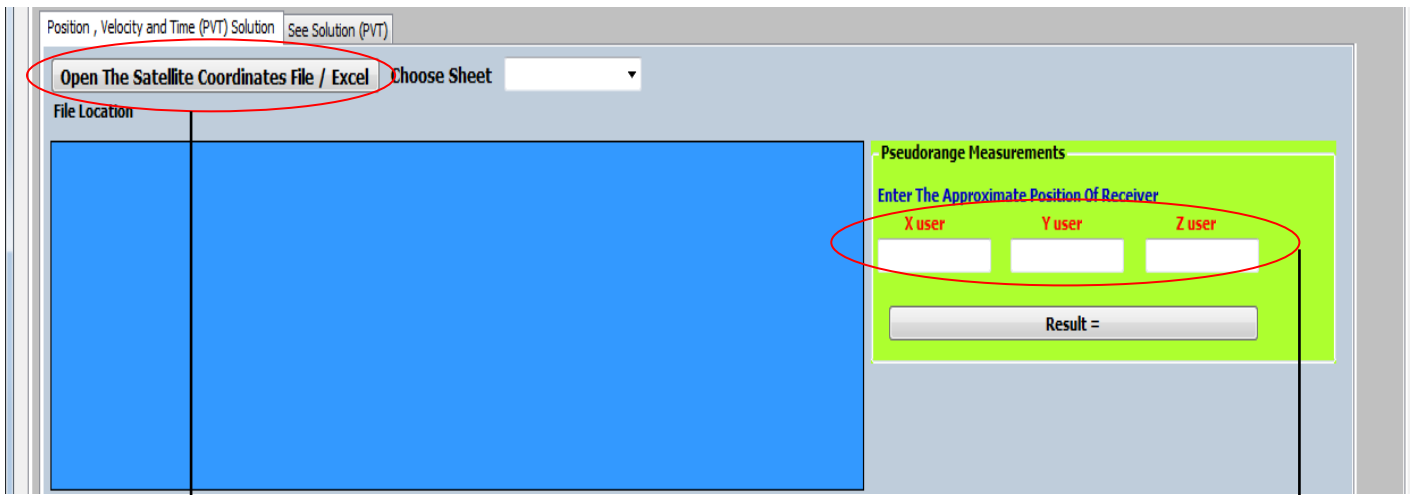 Position , Velocity and Time (PVT) Solution See Solution (PVT)
Open The Satellite Coordinates File / Excel Choose Sheet
File Location
Pseudorange Measurements
Enter The Approximate Position Of Receiver
X user Y user Z user
Result =